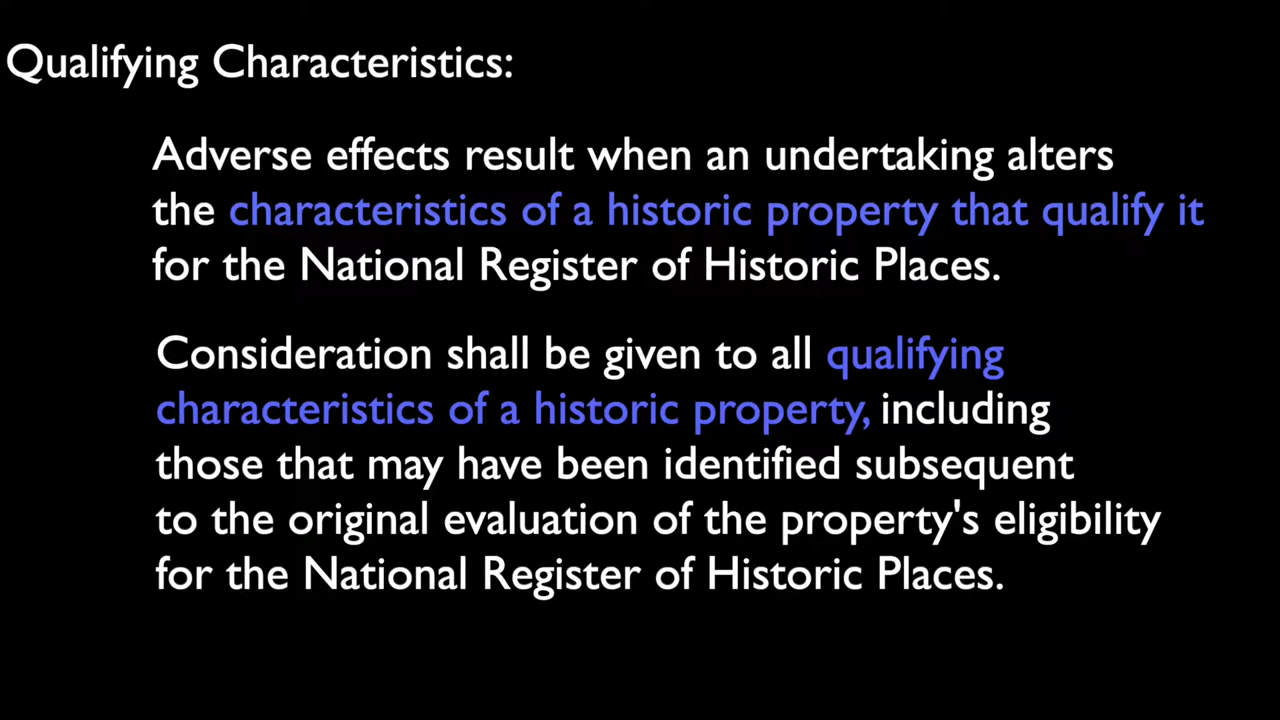 Qualifying Characteristics:
Adverse effects result when an undertaking alters
the characteristics of a historic property that qualify it
for the National Register of Historic Places.
Consideration shall be given to all qualifying
characteristics of a historic property, including
those that may have been identified subsequent
to the original evaluation of the property's eligibility
for the National Register of Historic Places.